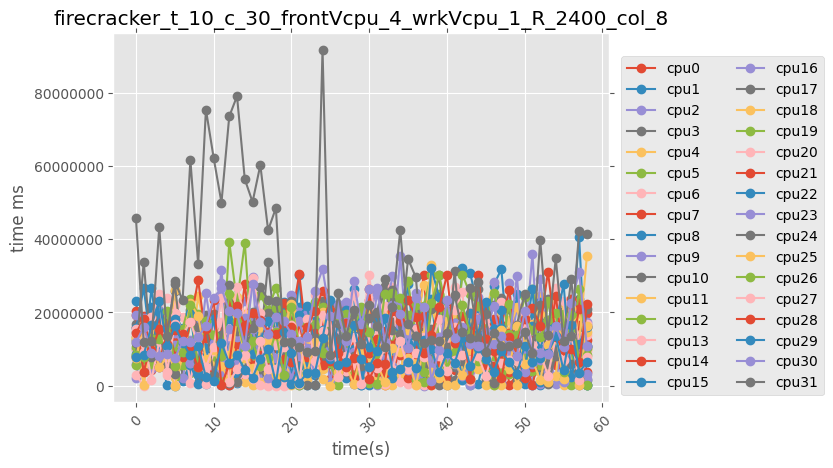 firecracker_t_10_c_30_frontVcpu_4_wrkVcpu_1_R_2400_col_8
time ms
80000000
60000000
40000000
20000000
0
0
10
20
30
40
50
60
time(s)
cpu0
cpu1
cpu2
cpu3
cpu4
cpu5
cpu6
cpu7
cpu8
cpu9
cpu10
cpu11
cpu12
cpu13
cpu14
cpu15
cpu16
cpu17
cpu18
cpu19
cpu20
cpu21
cpu22
cpu23
cpu24
cpu25
cpu26
cpu27
cpu28
cpu29
cpu30
cpu31